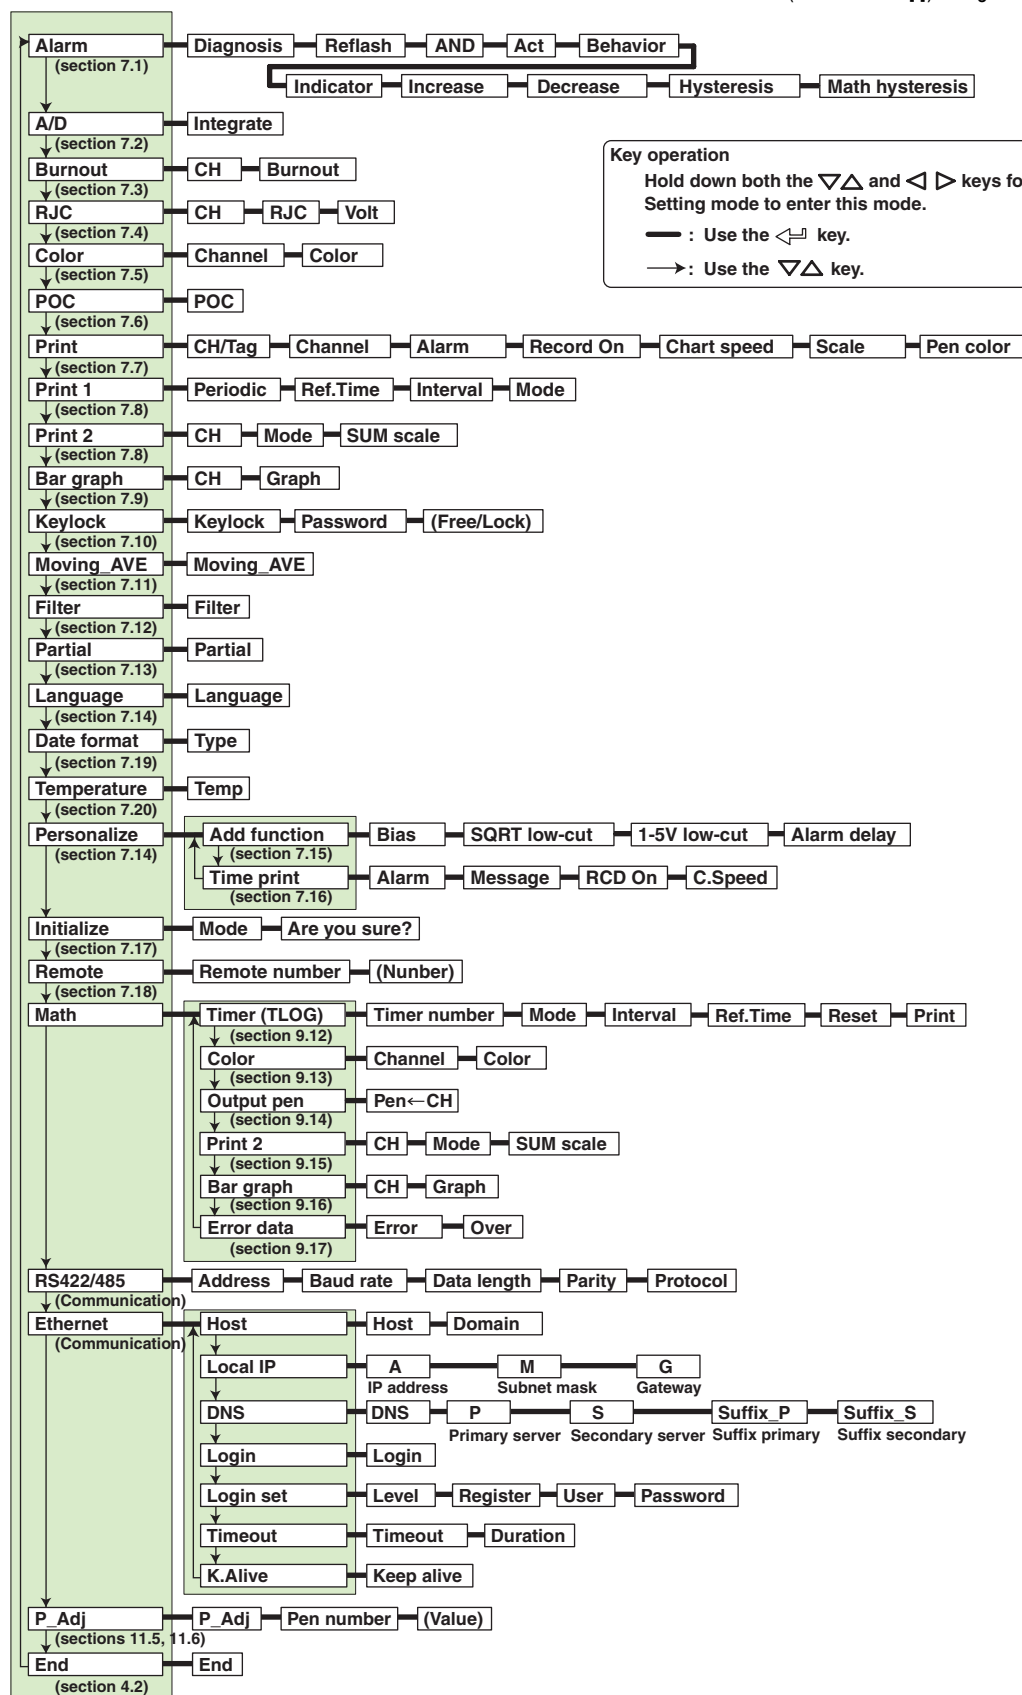 Alarm Diagnosis Reflash AND Act Behavior
(section 7.1)
Indicator Increase Decrease Hysteresis Math hysteresis
A/D Integrate
(section 7.2)
Burnout CH Burnout
(section 7.3)
RJC CH RJC Volt
(section 7.4)
Color Channel Color
(section 7.5)
POC POC
(section 7.6)
Print CH/Tag Channel Alarm Record On Chart speed Scale Pen color
(section 7.7)
Print 1 Periodic Ref.Time Interval Mode
(section 7.8)
Print 2 CH Mode SUM scale
(section 7.8)
Bar graph CH Graph
(section 7.9)
Keylock Keylock Password (Free/Lock)
(section 7.10)
Moving_AVE Moving_AVE
(section 7.11)
Filter Filter
(section 7.12)
Partial Partial
(section 7.13)
Language Language
(section 7.14)
Date format Type
(section 7.19)
Temperature Temp
(section 7.20)
Personalize Add function Bias SQRT low-cut 1-5V low-cut Alarm delay
(section 7.14) (section 7.15)
Time print Alarm Message RCD On C.Speed
(section 7.16)
Initialize Mode Are you sure?
(section 7.17)
Remote Remote number (Nunber)
(section 7.18)
Math Timer (TLOG) Timer number Mode Interval Ref.Time Reset Print
(section 9.12)
Color Channel Color
(section 9.13)
Output pen Pen←CH
(section 9.14)
Print 2 CH Mode SUM scale
(section 9.15)
Bar graph CH Graph
(section 9.16)
Error data Error Over
(section 9.17)
RS422/485 Address Baud rate Data length Parity Protocol
(Communication)
Ethernet Host Host Domain
(Communication)
Local IP A M G
IP address Subnet mask Gateway
DNS DNS P S Suffix_P Suffix_S
Primary server Secondary server Suffix primary Suffix secondary
Login Login
Login set Level Register User Password
Timeout Timeout Duration
K.Alive Keep alive
P_Adj P_Adj Pen number (Value)
(sections 11.5, 11.6)
End End
(section 4.2)
Key operation
Hold down both the ▽△ and ◁ ▷ keys fo
Setting mode to enter this mode.
: Use the key.
: Use the ▽△ key.